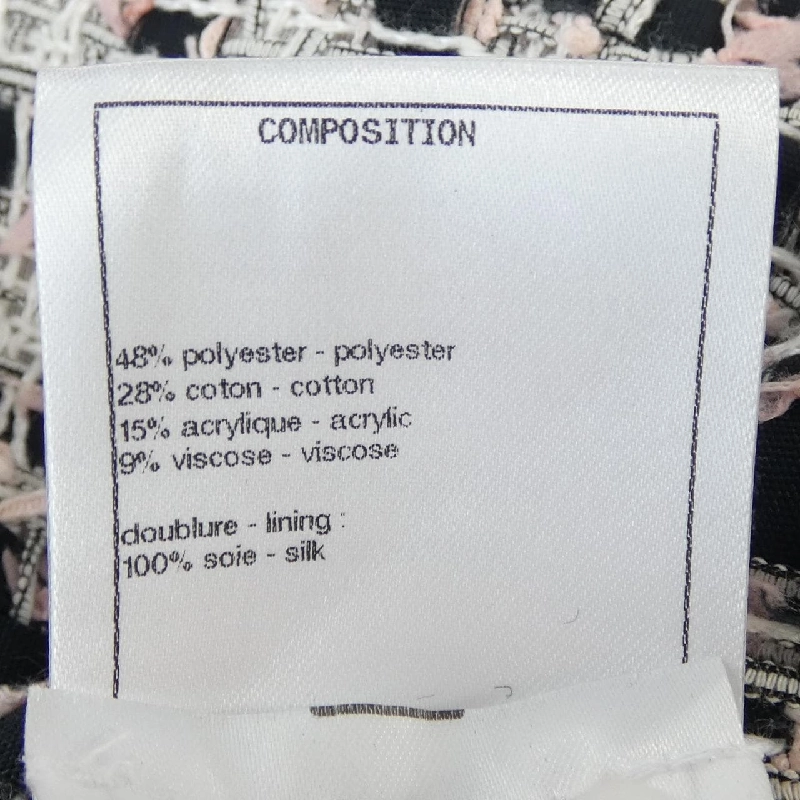 COMPOSITION
48% polyester - polyester
28% coton - cotton
15% acrylique - acrylic
9% viscose - viscose
doublure - lining :
100% soie - silk